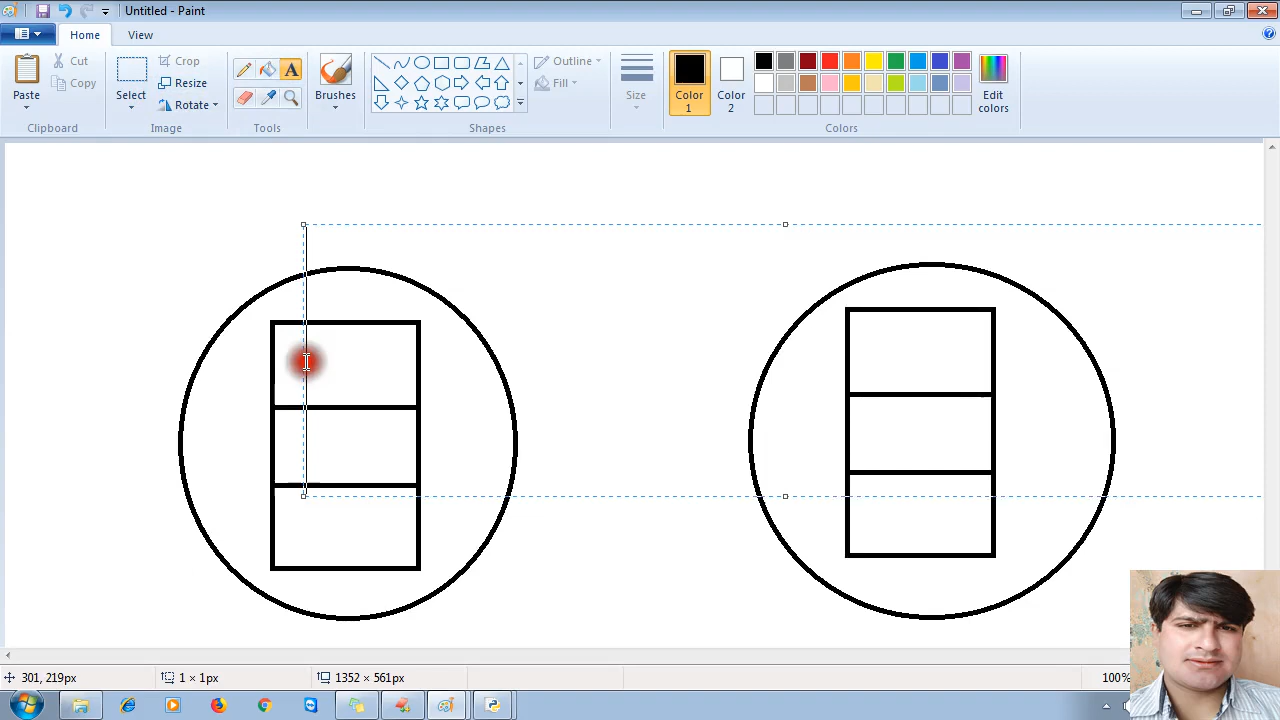 Untitled - Paint
Home
View
Paste
Cut
Copy
Clipboard
Select
Crop
Resize
Rotate
Image
A
Tools
Brushes
Outline
Fill
Shapes
Size
Color 1
Color 2
Edit colors
Colors
301, 219px
1 × 1px
1352 × 561px
100%